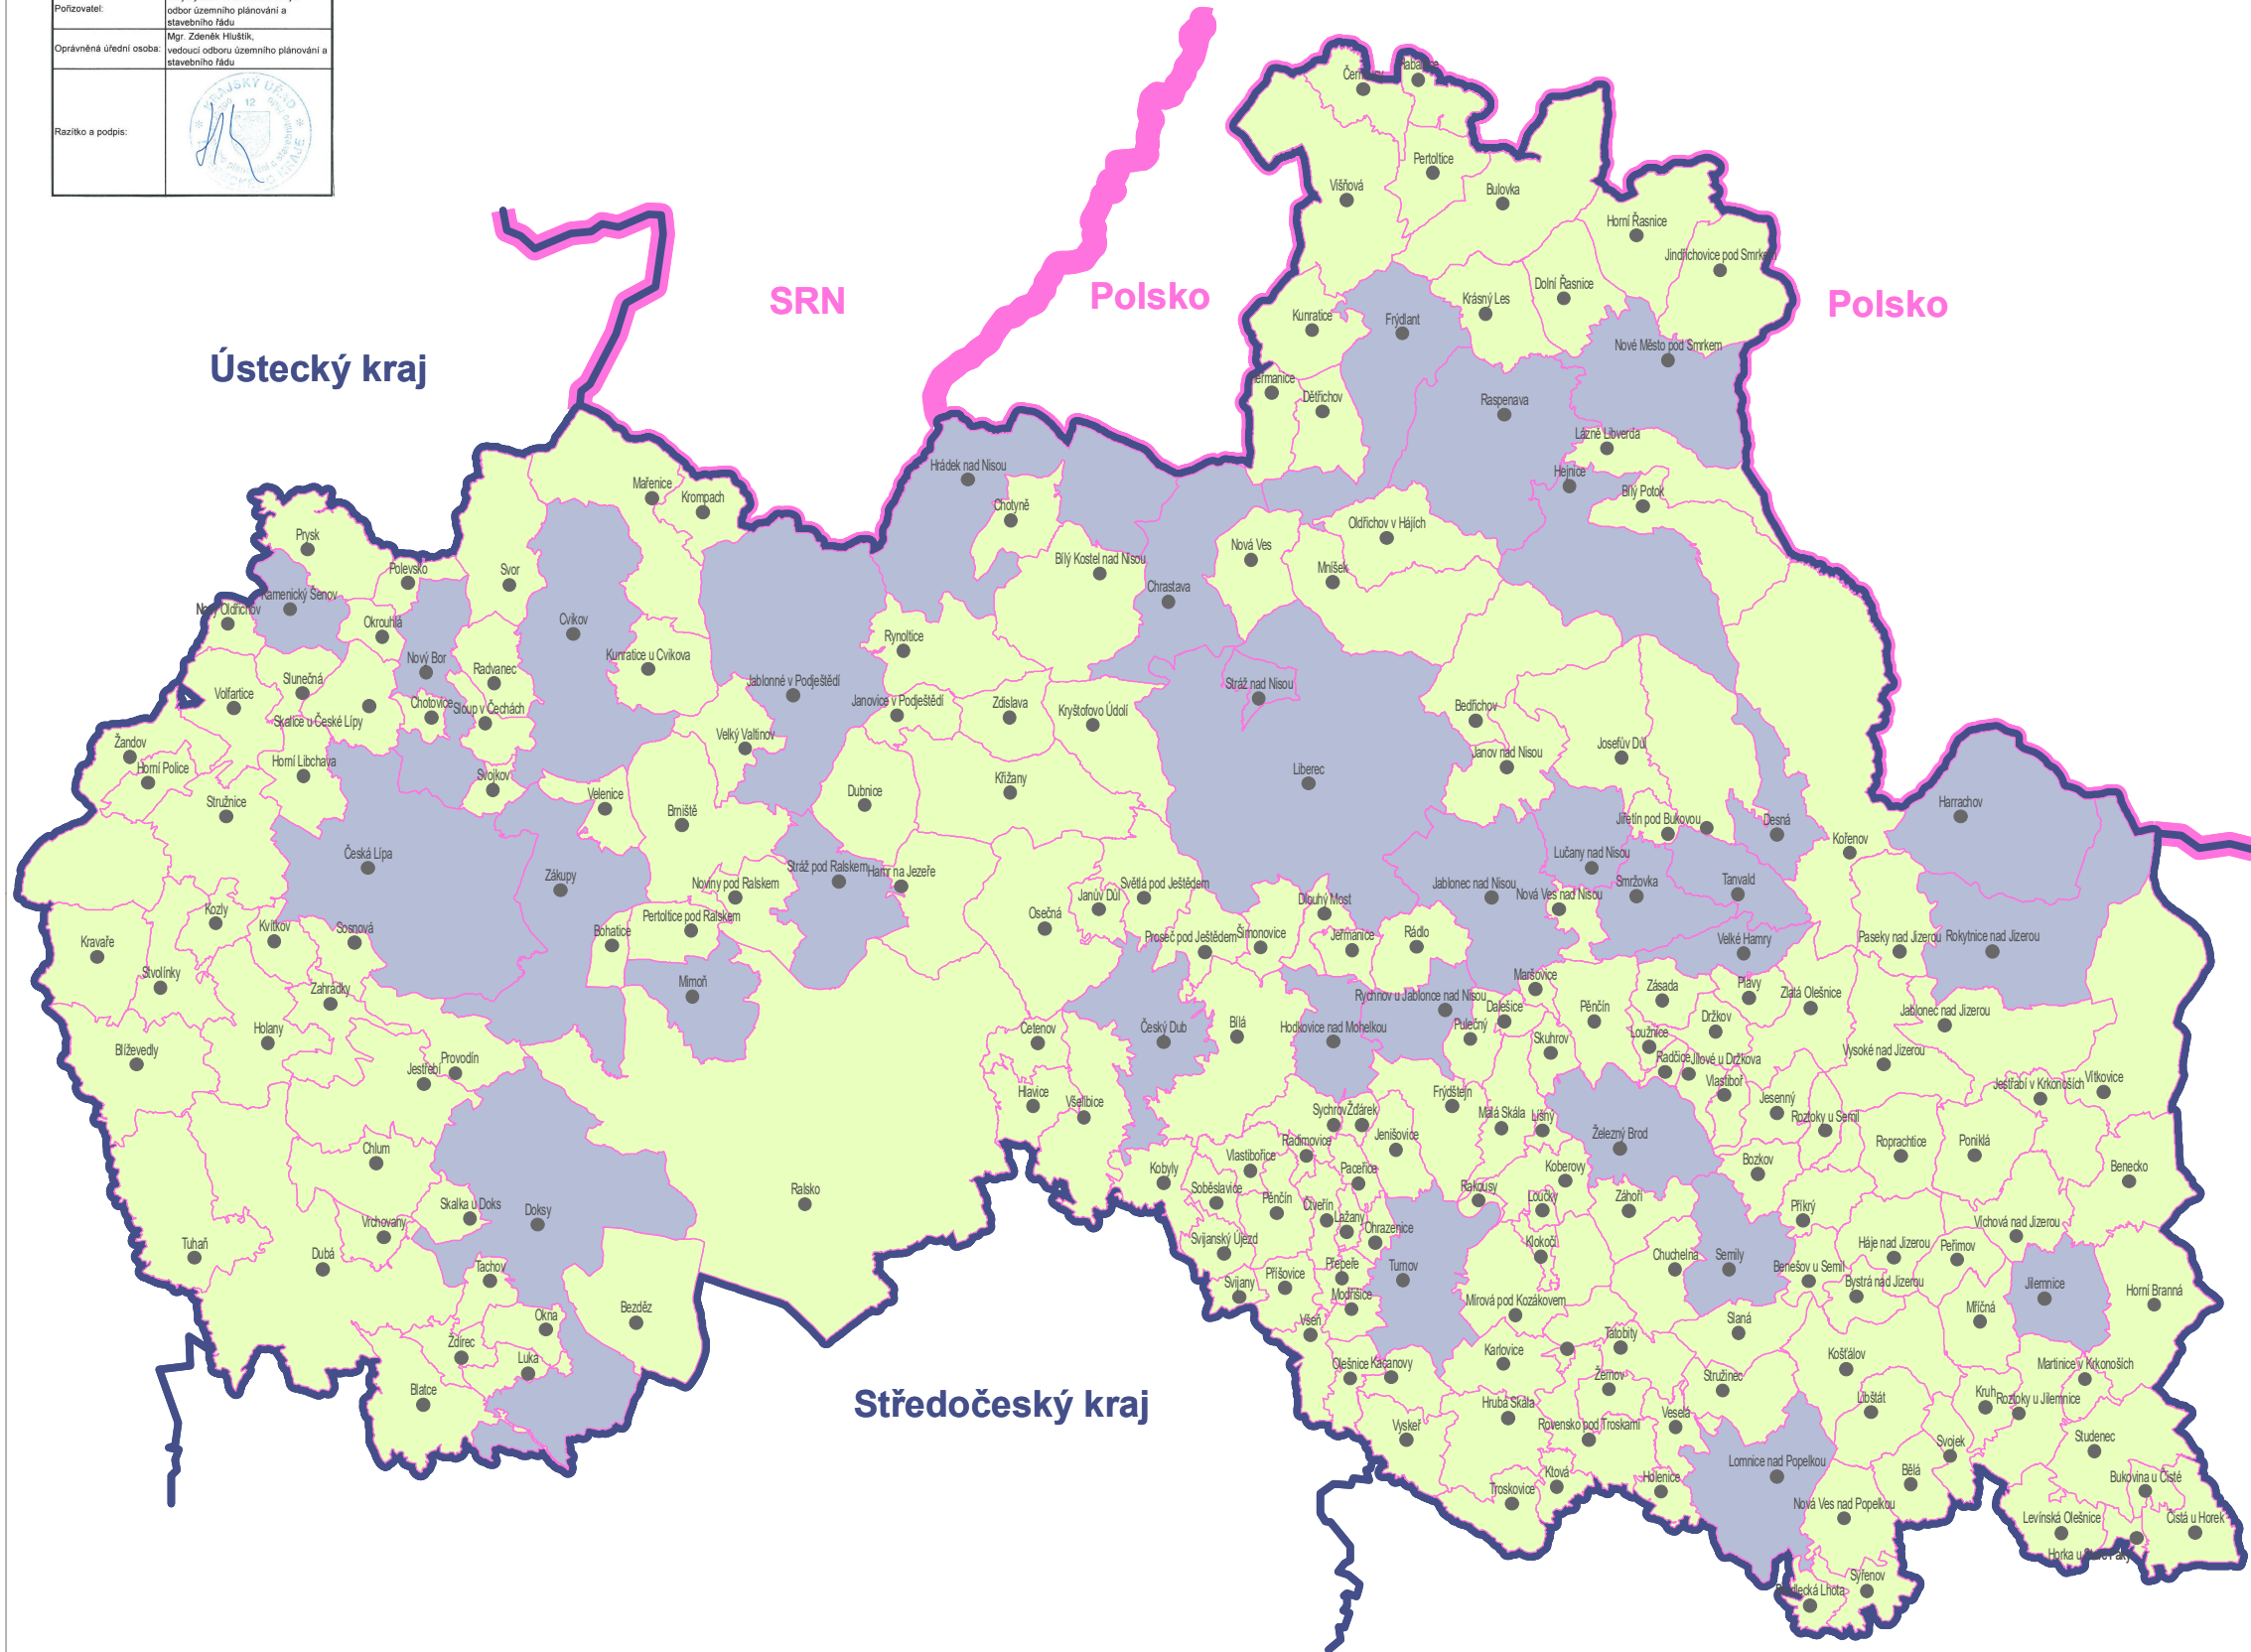 Pořizovatel:
odbor územního plánování a
stavebního řádu
Oprávněná úřední osoba:
Mgr. Zdeněk Hluštík,
vedoucí odboru územního plánování a
stavebního řádu
Razítko a podpis:
KRAJSKÝ ÚŘAD
12
SRN
Polsko
Polsko
Ústecký kraj
Středočeský kraj
Pertoltice
Višňová
Bulovka
Horní Řasnice
Jindřichovice pod Smrkem
Dolní Řasnice
Krásný Les
Kunratice
Frýdlant
Nové Město pod Smrkem
Dětřichov
Raspenava
Lázně Libverda
Hejnice
Bílý Potok
Hrádek nad Nisou
Chotyně
Mařenice
Krompach
Oldřichov v Hájích
Nová Ves
Mníšek
Bílý Kostel nad Nisou
Chrastava
Prysk
Polevsko
Svor
Kamenický Šenov
Nový Oldřichov
Okrouhlá
Cvikov
Nový Bor
Radvanec
Kunratice u Cvikova
Rynoltice
Slunečná
Volfartice
Jablonné v Podještědí
Janovice v Podještědí
Zdislava
Kryštofovo Údolí
Stráž nad Nisou
Chotovice
Sloup v Čechách
Skalice u České Lípy
Bedřichov
Velký Valtinov
Žandov
Horní Police
Horní Libchava
Svojkov
Janov nad Nisou
Josefův Důl
Liberec
Křižany
Dubnice
Velenice
Stružnice
Brniště
Harrachov
Jiřetín pod Bukovou
Desná
Kořenov
Česká Lípa
Zákupy
Stráž pod Ralskem
Hamr na Jezeře
Noviny pod Ralskem
Lučany nad Nisou
Smržovka
Tanvald
Jablonec nad Nisou
Nová Ves nad Nisou
Janův Důl
Světlá pod Ještědem
Osečná
Dlouhý Most
Kozly
Kvítkov
Sosnová
Pertoltice pod Ralskem
Bohatice
Proseč pod Ještědem
Šimonovice
Jeřmanice
Rádlo
Velké Hamry
Paseky nad Jizerou
Rokytnice nad Jizerou
Kravaře
Stvolínky
Zahrádky
Mimoň
Maršovice
Rychnov u Jablonce nad Nisou
Dalešice
Pěnčín
Zásada
Plavy
Zlatá Olešnice
Jablonec nad Jizerou
Držkov
Pulečný
Loužnice
Skuhrov
Holany
Blíževedly
Cetenov
Český Dub
Bílá
Hodkovice nad Mohelkou
Vysoké nad Jizerou
Provodín
Jestřebí
Radčice
Jílové u Držkova
Vlastiboř
Jesenný
Jestřabí v Krkonoších
Vítkovice
Hlavice
Všelibice
Frýdštejn
Sychrov
Žďárek
Malá Skála
Líšný
Roztoky u Semil
Jenišovice
Radimovice
Železný Brod
Roprachtice
Poniklá
Chlum
Vlastibořice
Kobyly
Paceřice
Koberovy
Bozkov
Benecko
Ralsko
Soběslavice
Pěnčín
Rakousy
Loučky
Záhoří
Skalka u Doks
Doksy
Vrchovany
Čtveřín
Lažany
Ohrazenice
Příkrý
Víchová nad Jizerou
Tuhaň
Dubá
Svijanský Újezd
Klokočí
Chuchelna
Semily
Háje nad Jizerou
Peřimov
Tachov
Přepeře
Turnov
Benešov u Semil
Bystrá nad Jizerou
Jilemnice
Svijany
Příšovice
Modřišice
Horní Branná
Bezděz
Okna
Mírová pod Kozákovem
Mříčná
Všeň
Slaná
Ždírec
Luka
Karlovice
Tatobity
Košťálov
Martinice v Krkonoších
Olešnice
Kacanovy
Žernov
Stružinec
Blatce
Hrubá Skála
Libštát
Kruh
Roztoky u Jilemnice
Vyskeř
Rovensko pod Troskami
Veselá
Studenec
Svojek
Lomnice nad Popelkou
Bělá
Ktová
Troskovice
Holenice
Bukovina u Čisté
Nová Ves nad Popelkou
Levínská Olešnice
Čistá u Horek
Syřenov